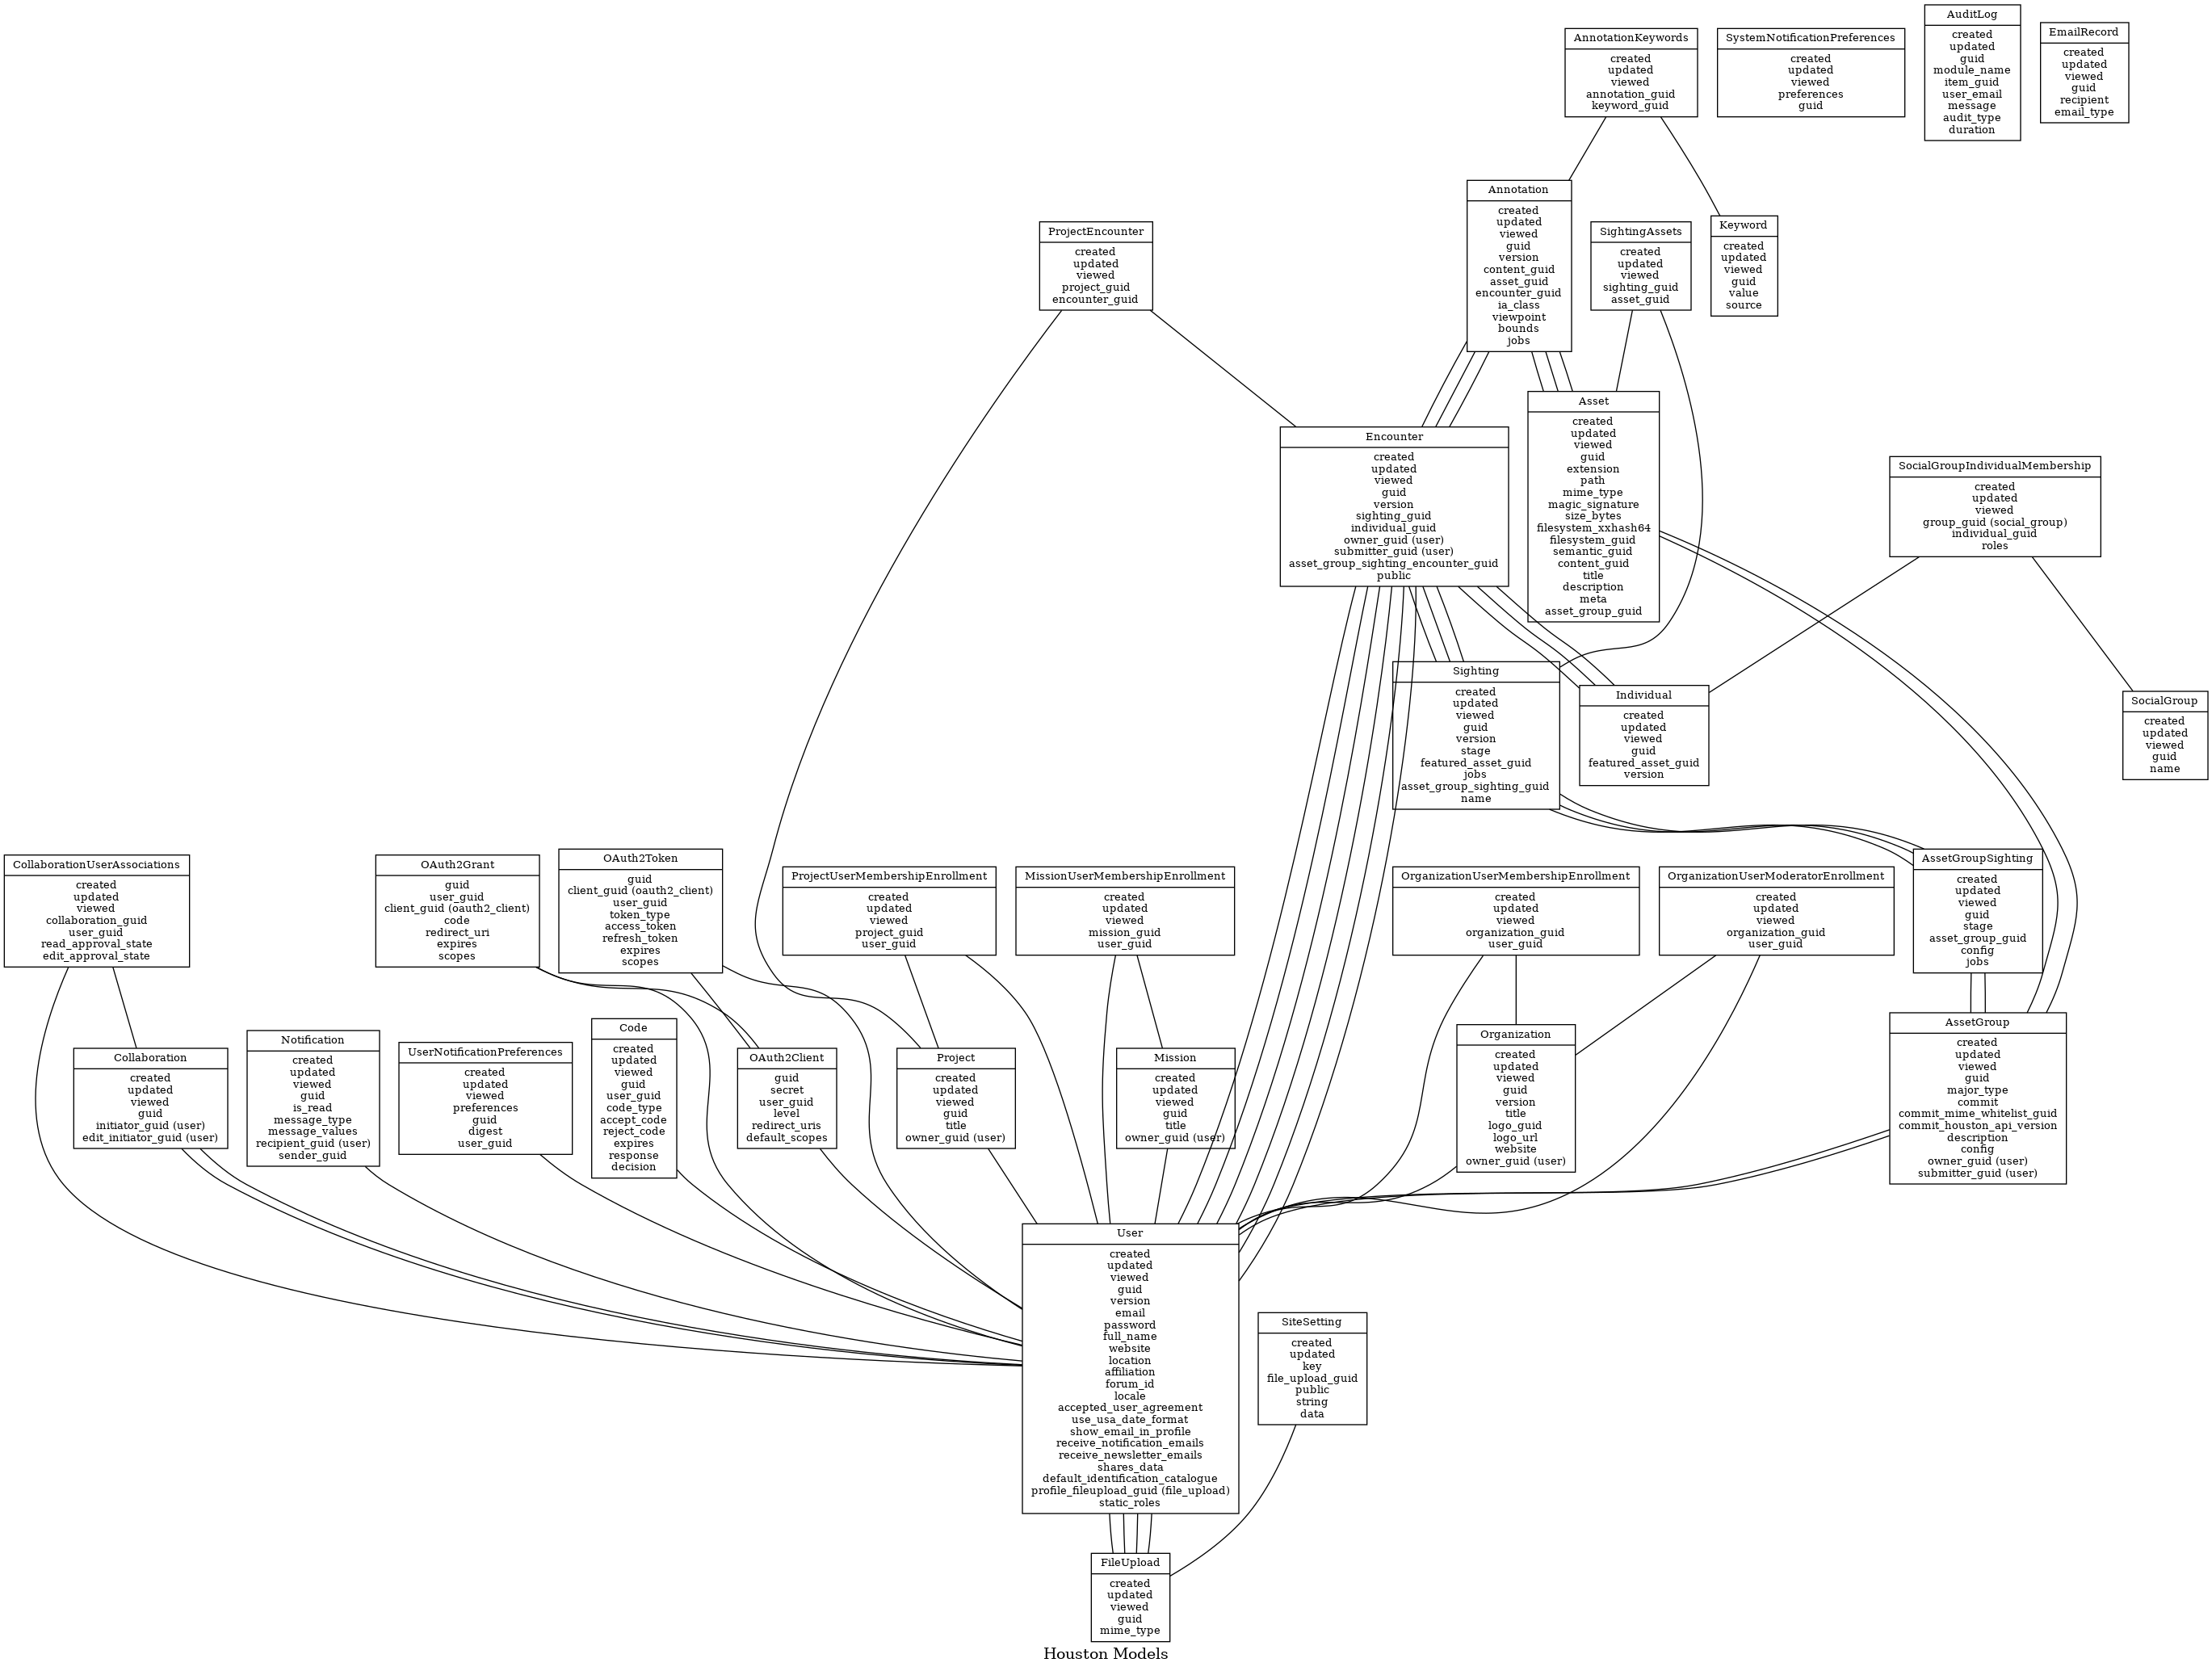 AuditLog
created
updated
guid
module_name
item_guid
user_email
message
audit_type
duration
EmailRecord
created
updated
viewed
guid
recipient
email_type
AnnotationKeywords
created
updated
viewed
annotation_guid
keyword_guid
SystemNotificationPreferences
created
updated
viewed
preferences
guid
Annotation
created
updated
viewed
guid
version
content_guid
asset_guid
encounter_guid
ia_class
viewpoint
bounds
jobs
Keyword
created
updated
viewed
guid
value
source
ProjectEncounter
created
updated
viewed
project_guid
encounter_guid
SightingAssets
created
updated
viewed
sighting_guid
asset_guid
Asset
created
updated
viewed
guid
extension
path
mime_type
magic_signature
size_bytes
filesystem_xxhash64
filesystem_guid
semantic_guid
content_guid
title
description
meta
asset_group_guid
Encounter
created
updated
viewed
guid
version
sighting_guid
individual_guid
owner_guid (user)
submitter_guid (user)
asset_group_sighting_encounter_guid
public
SocialGroupIndividualMembership
created
updated
viewed
group_guid (social_group)
individual_guid
roles
Sighting
created
updated
viewed
guid
version
stage
featured_asset_guid
jobs
asset_group_sighting_guid
name
Individual
created
updated
viewed
guid
featured_asset_guid
version
SocialGroup
created
updated
viewed
guid
name
CollaborationUserAssociations
created
updated
viewed
collaboration_guid
user_guid
read_approval_state
edit_approval_state
OAuth2Grant
guid
user_guid
client_guid (oauth2_client)
code
redirect_uri
expires
scopes
OAuth2Token
guid
client_guid (oauth2_client)
user_guid
token_type
access_token
refresh_token
expires
scopes
ProjectUserMembershipEnrollment
created
updated
viewed
project_guid
user_guid
MissionUserMembershipEnrollment
created
updated
viewed
mission_guid
user_guid
OrganizationUserMembershipEnrollment
created
updated
viewed
organization_guid
user_guid
OrganizationUserModeratorEnrollment
created
updated
viewed
organization_guid
user_guid
AssetGroupSighting
created
updated
viewed
guid
stage
asset_group_guid
config
jobs
Collaboration
created
updated
viewed
guid
initiator_guid (user)
edit_initiator_guid (user)
Notification
created
updated
viewed
guid
is_read
message_type
message_values
recipient_guid (user)
sender_guid
UserNotificationPreferences
created
updated
viewed
preferences
guid
digest
user_guid
Code
created
updated
viewed
guid
user_guid
code_type
accept_code
reject_code
expires
response
decision
OAuth2Client
guid
secret
user_guid
level
redirect_uris
default_scopes
Project
created
updated
viewed
guid
title
owner_guid (user)
Mission
created
updated
viewed
guid
title
owner_guid (user)
Organization
created
updated
viewed
guid
version
title
logo_guid
logo_url
website
owner_guid (user)
AssetGroup
created
updated
viewed
guid
major_type
commit
commit_mime_whitelist_guid
commit_houston_api_version
description
config
owner_guid (user)
submitter_guid (user)
User
created
updated
viewed
guid
version
email
password
full_name
website
location
affiliation
forum_id
locale
accepted_user_agreement
use_usa_date_format
show_email_in_profile
receive_notification_emails
receive_newsletter_emails
shares_data
default_identification_catalogue
profile_fileupload_guid (file_upload)
static_roles
SiteSetting
created
updated
key
file_upload_guid
public
string
data
FileUpload
created
updated
viewed
guid
mime_type
Houston Models